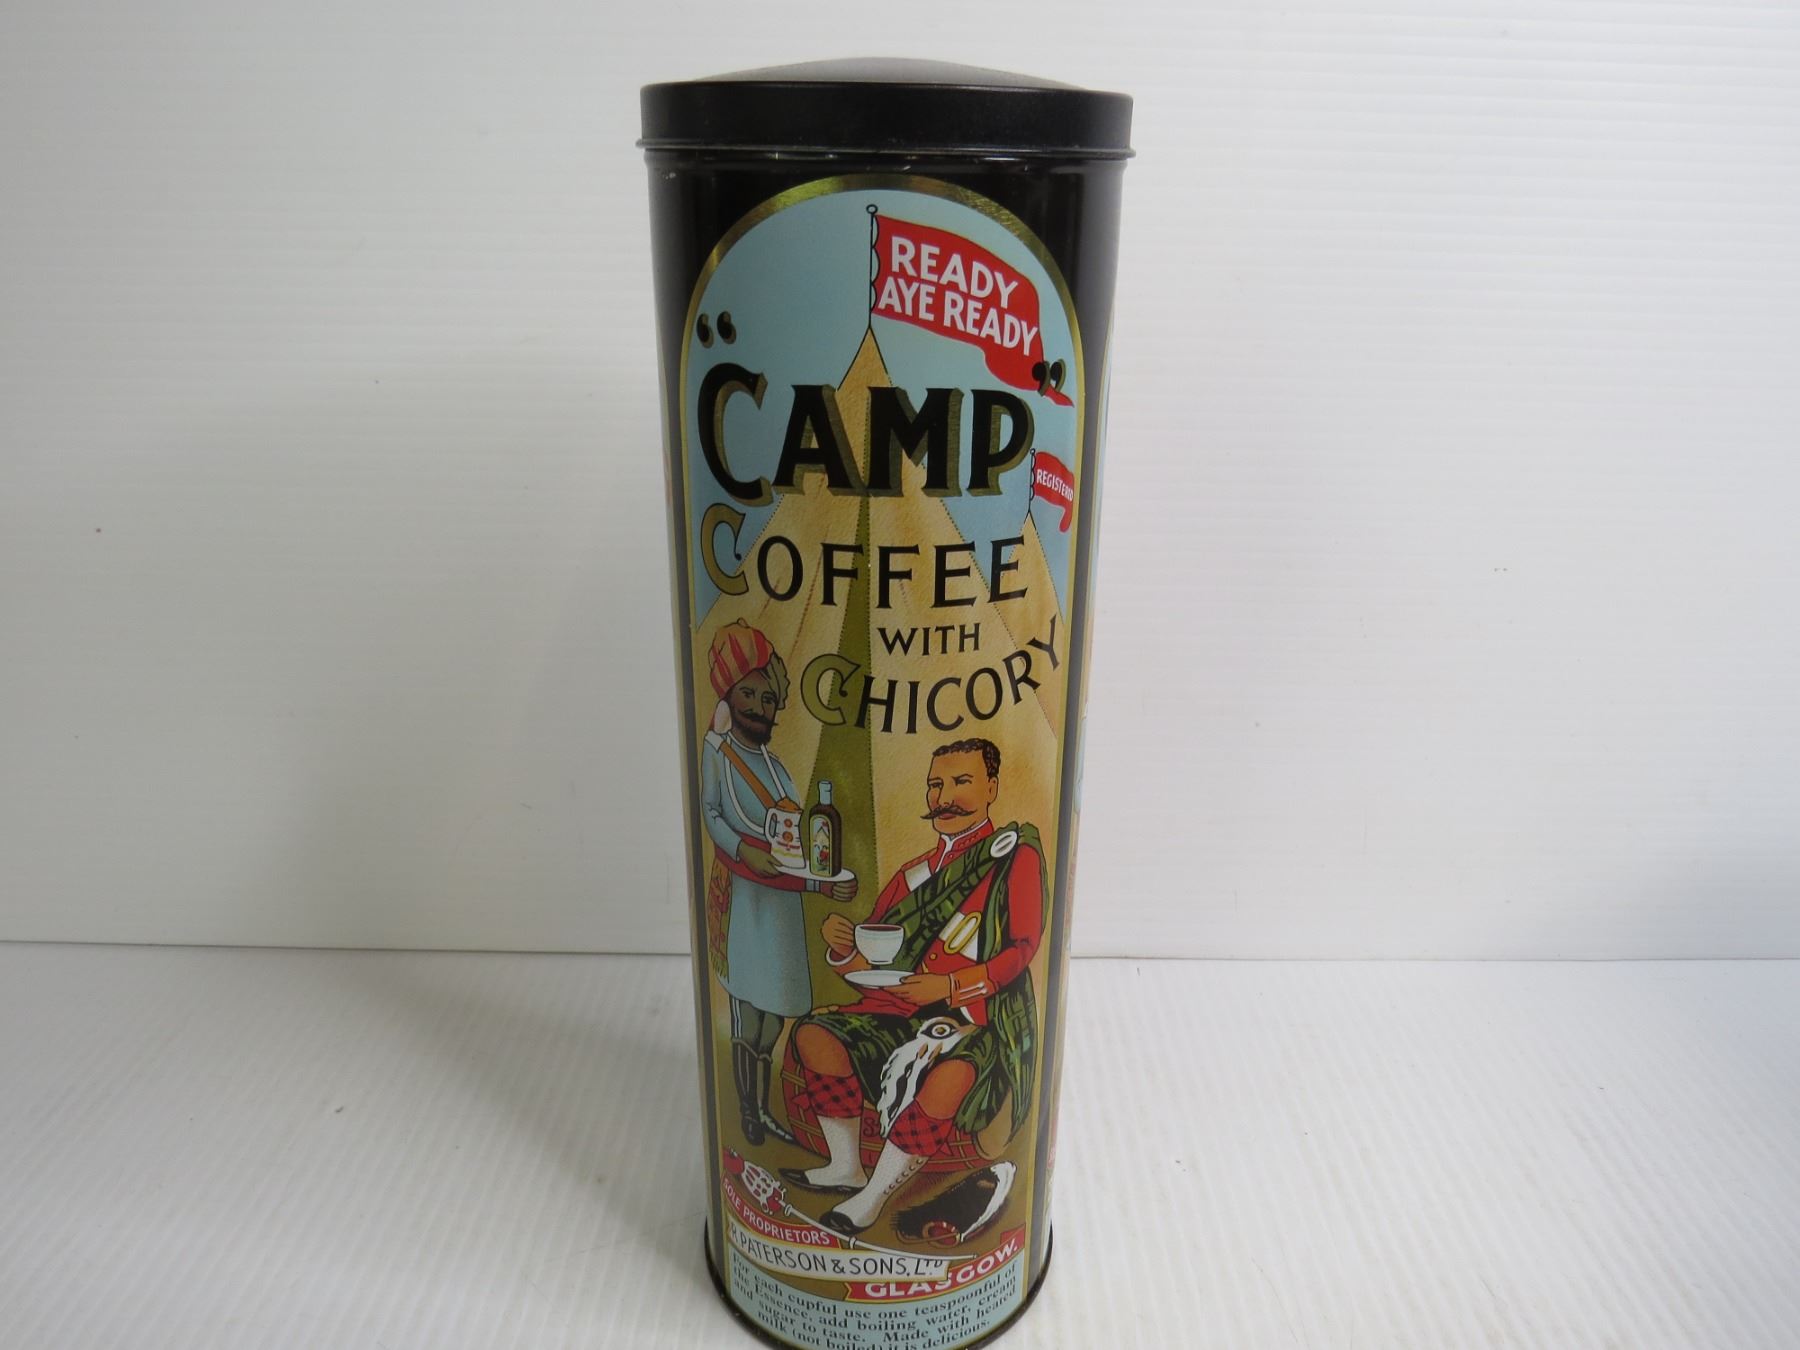 READY
AYE READY
"CAMP"
REGISTERED
COFFEE
WITH
CHICORY
SOLE PROPRIETORS
R. PATERSON & SONS, LTD
GLASGOW.
For each cupful use one teaspoonful of
the Essence, add boiling water, cream
and sugar to taste. Made with heated
milk (not boiled) it is delicious.